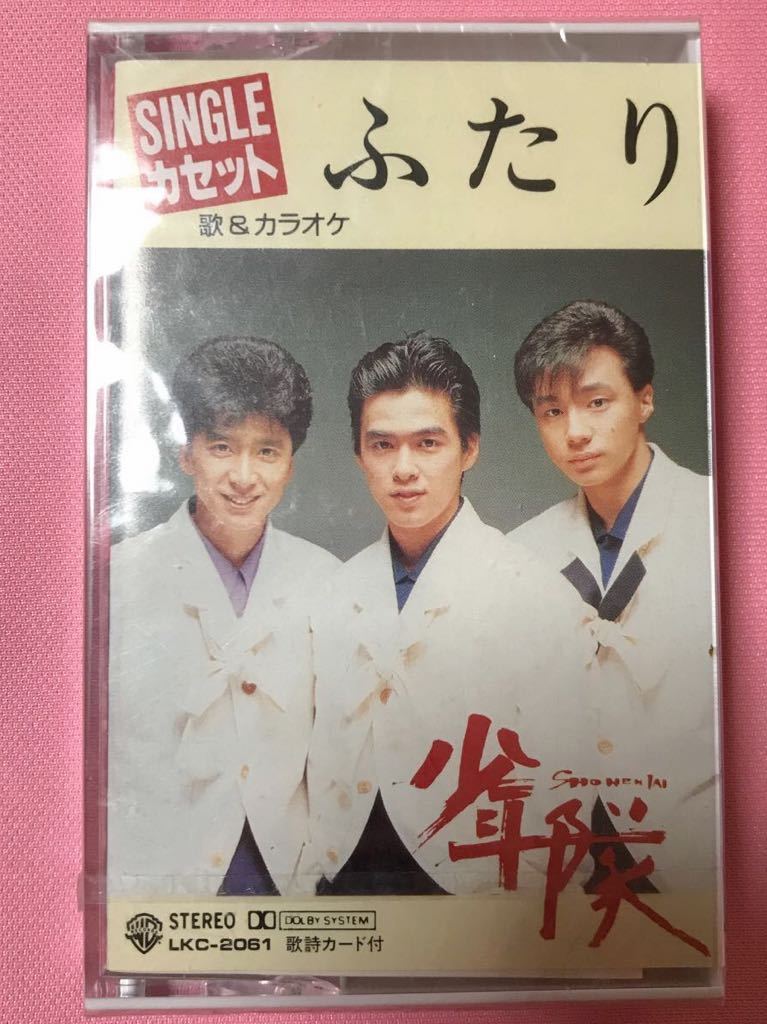 SINGLE
カセット
ふたり
歌&カラオケ
少年隊
SHONENTAI
STEREO DOLBY SYSTEM
LKC-2061 歌詩カード付